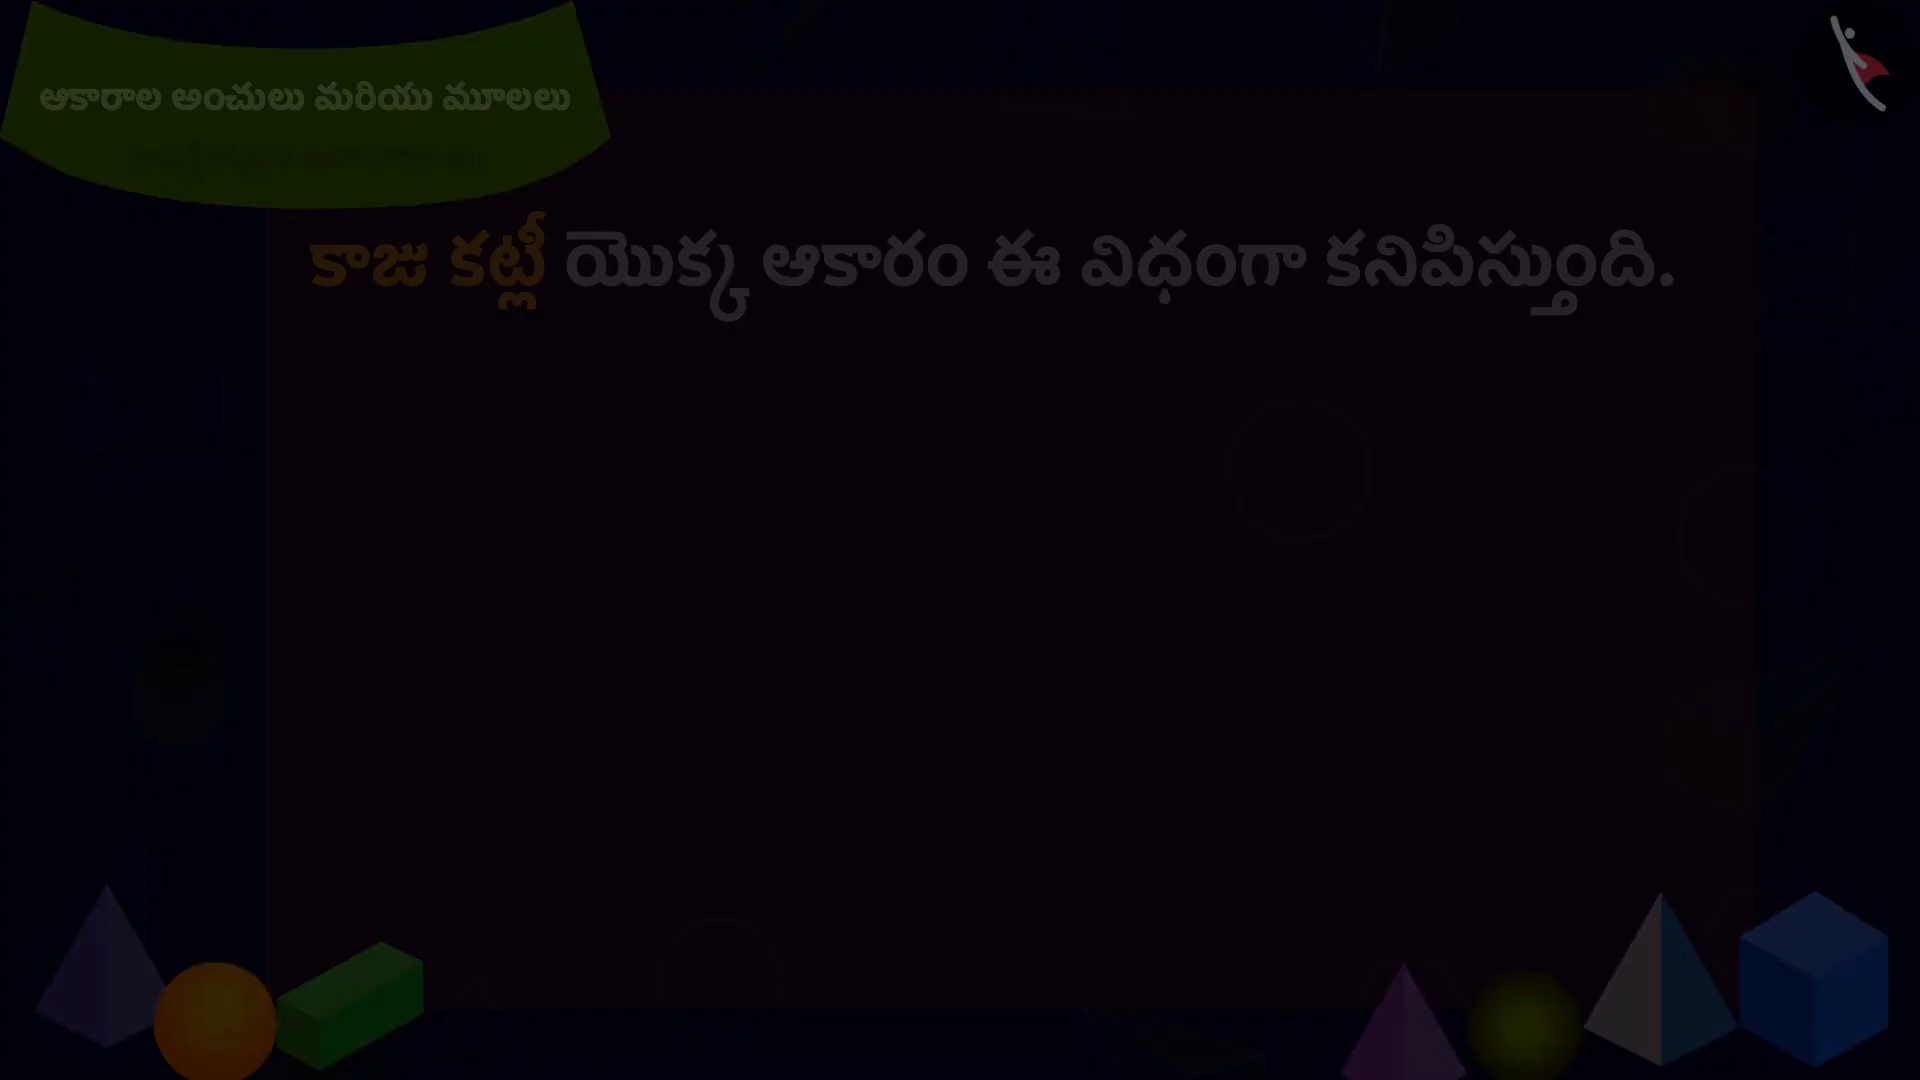 ఆకారాల అంచులు మరియు మూలలు
కాజు కట్లీ యొక్క ఆకారం ఈ విధంగా కనిపిస్తుంది.